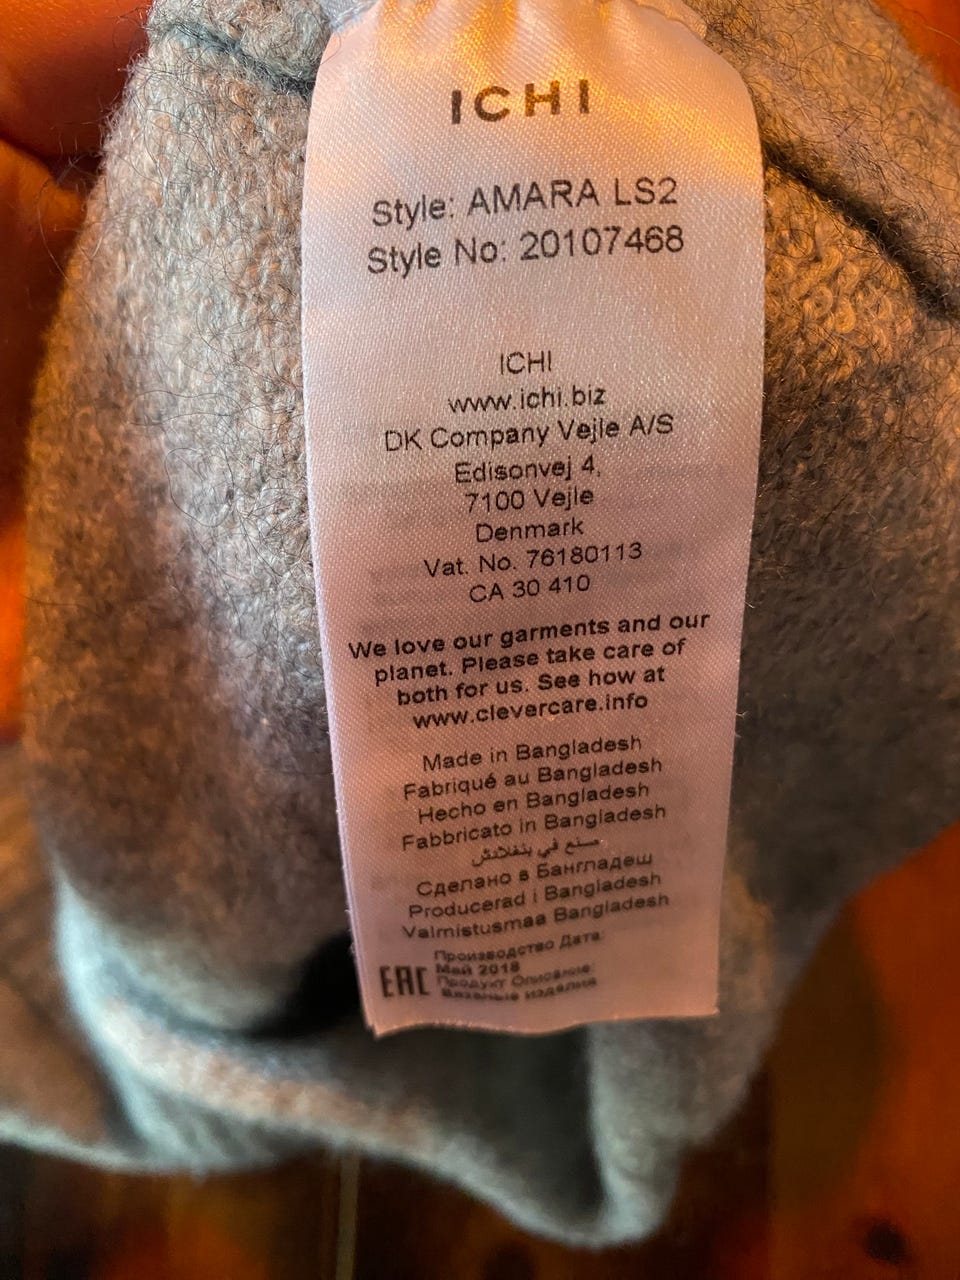 ICHI
Style: AMARA LS2
Style No: 20107468
ICHI
www.ichi.biz
DK Company Vejle A/S
Edisonvej 4,
7100 Vejle
Denmark
Vat. No. 76180113
CA 30 410
We love our garments and our
planet. Please take care of
both for us. See how at
www.clevercare.info
Made in Bangladesh
Fabriqué au Bangladesh
Hecho en Bangladesh
Fabbricato in Bangladesh
صنع في بنغلادش
Сделано в Бангладеш
Producerad i Bangladesh
Valmistusmaa Bangladesh
Производство Дата:
Май 2018
EAC Продукт Описание:
Вязаные изделия